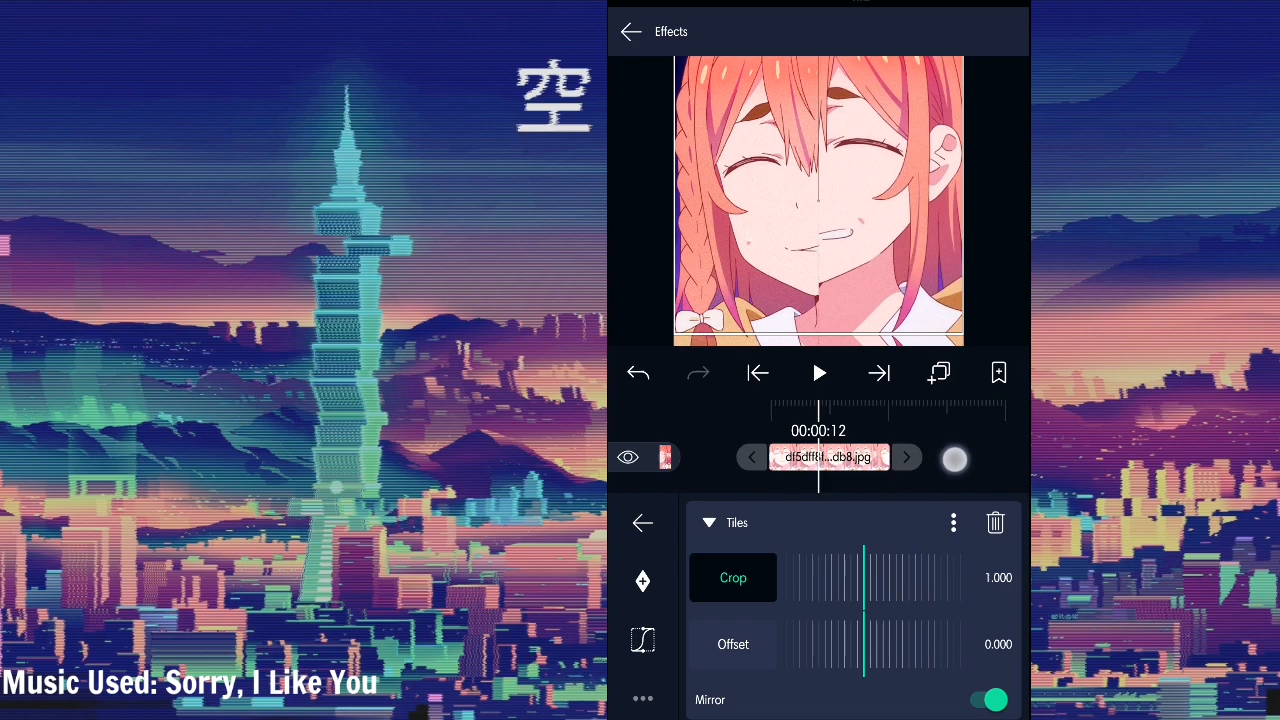 Effects
空
00:00:12
df5dff8f...db8.jpg
Tiles
Crop
1.000
Offset
0.000
Mirror
Music Used: Sorry, I Like You